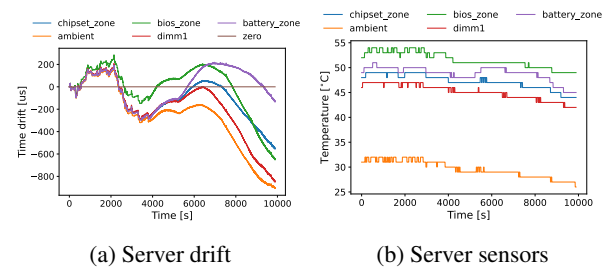 chipset_zone bios_zone battery_zone
ambient dimm1 zero
200
0
−200
−400
−600
−800
Time drift [us]
0 2000 4000 6000 8000 10000
Time [s]
(a) Server drift
chipset_zone bios_zone battery_zone
ambient dimm1
55
50
45
40
35
30
25
Temperature [°C]
0 2000 4000 6000 8000 10000
Time [s]
(b) Server sensors